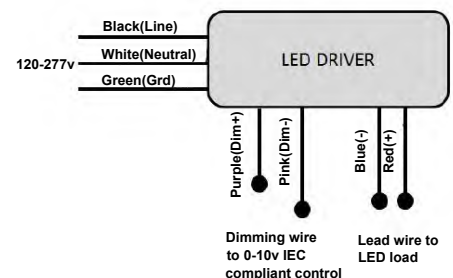 Black(Line)
120-277v
White(Neutral)
Green(Grd)
LED DRIVER
Purple(Dim+)
Pink(Dim-)
Blue(-)
Red(+)
Dimming wire
to 0-10v IEC
compliant control
Lead wire to
LED load